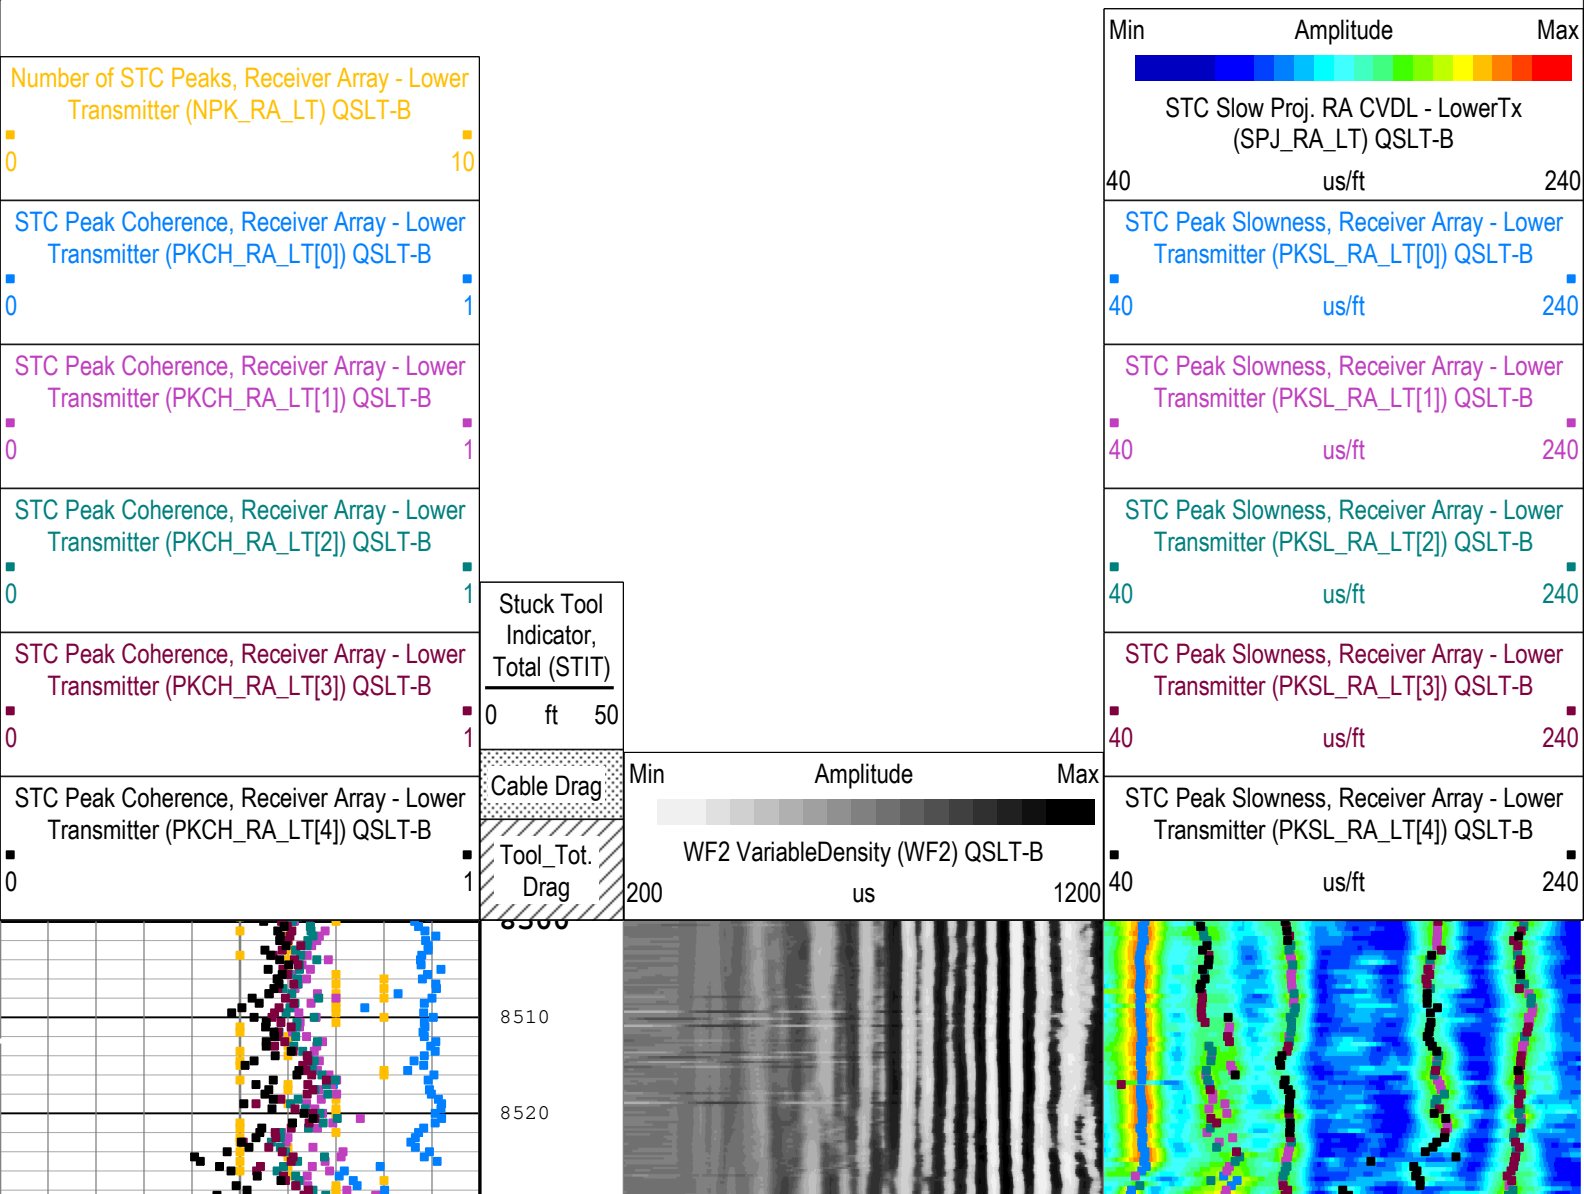 Number of STC Peaks, Receiver Array - Lower
Transmitter (NPK_RA_LT) QSLT-B
0 10
STC Peak Coherence, Receiver Array - Lower
Transmitter (PKCH_RA_LT[0]) QSLT-B
0 1
STC Peak Coherence, Receiver Array - Lower
Transmitter (PKCH_RA_LT[1]) QSLT-B
0 1
STC Peak Coherence, Receiver Array - Lower
Transmitter (PKCH_RA_LT[2]) QSLT-B
0 1
STC Peak Coherence, Receiver Array - Lower
Transmitter (PKCH_RA_LT[3]) QSLT-B
0 1
STC Peak Coherence, Receiver Array - Lower
Transmitter (PKCH_RA_LT[4]) QSLT-B
0 1
Stuck Tool
Indicator,
Total (STIT)
0 ft 50
Cable Drag
Tool_Tot.
Drag
Min Amplitude Max
WF2 VariableDensity (WF2) QSLT-B
200 us 1200
Min Amplitude Max
STC Slow Proj. RA CVDL - LowerTx
(SPJ_RA_LT) QSLT-B
40 us/ft 240
STC Peak Slowness, Receiver Array - Lower
Transmitter (PKSL_RA_LT[0]) QSLT-B
40 us/ft 240
STC Peak Slowness, Receiver Array - Lower
Transmitter (PKSL_RA_LT[1]) QSLT-B
40 us/ft 240
STC Peak Slowness, Receiver Array - Lower
Transmitter (PKSL_RA_LT[2]) QSLT-B
40 us/ft 240
STC Peak Slowness, Receiver Array - Lower
Transmitter (PKSL_RA_LT[3]) QSLT-B
40 us/ft 240
STC Peak Slowness, Receiver Array - Lower
Transmitter (PKSL_RA_LT[4]) QSLT-B
40 us/ft 240
8500
8510
8520